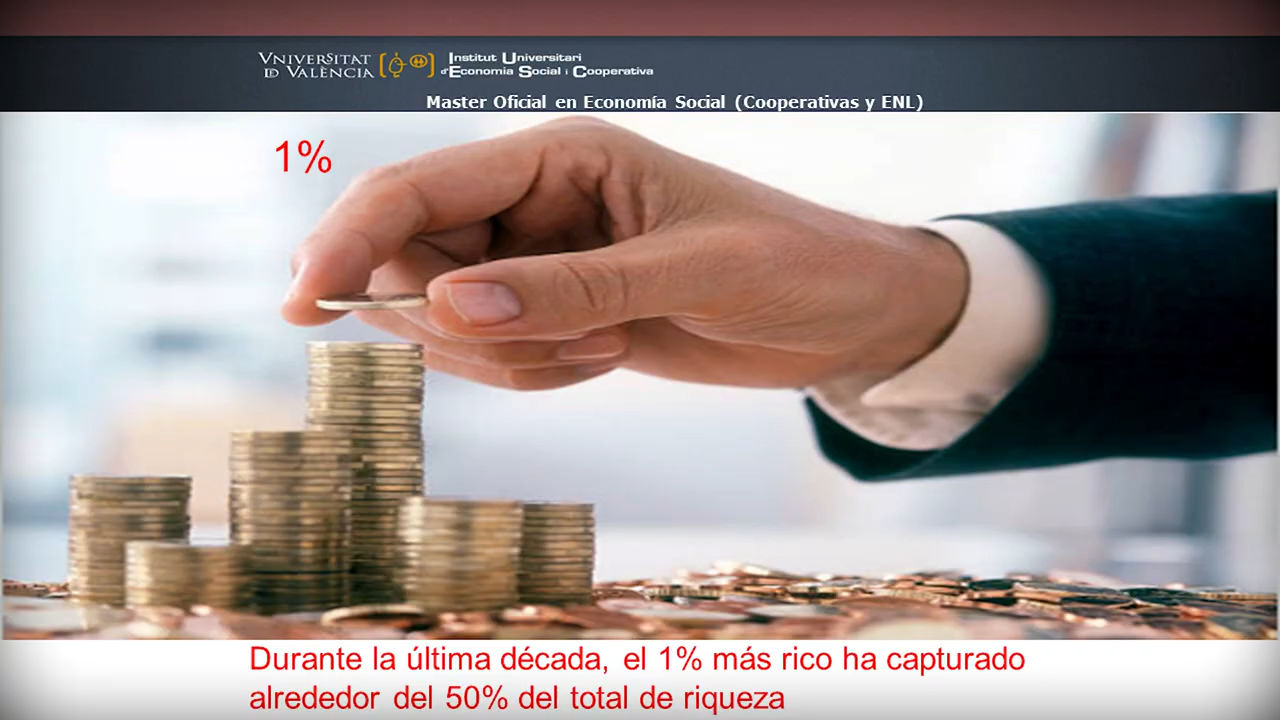 VNIVERSITAT
ID VALÈNCIA
Institut Universitari
d'Economia Social i Cooperativa
Master Oficial en Economía Social (Cooperativas y ENL)
1%
Durante la última década, el 1% más rico ha capturado
alrededor del 50% del total de riqueza